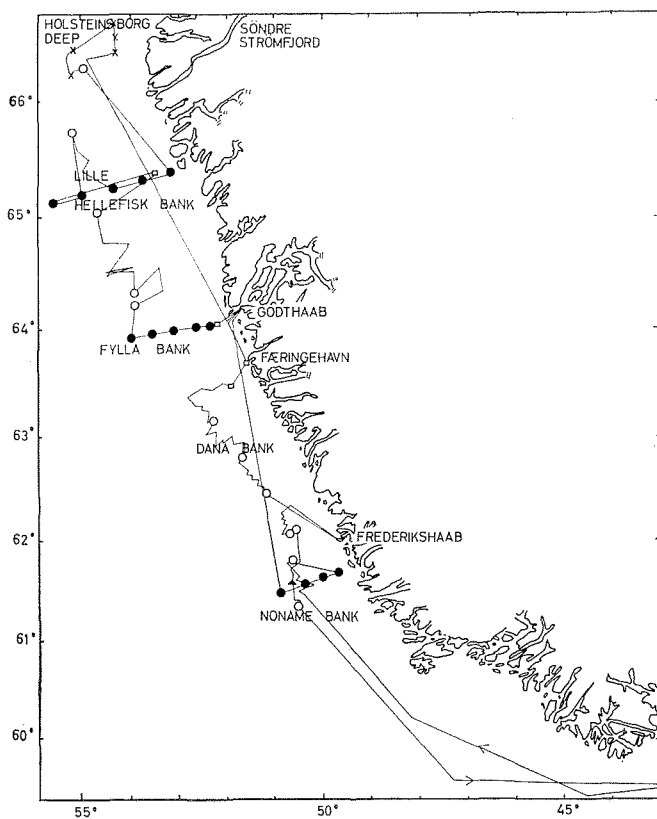 HOLSTEINSBORG
DEEP
SÖNDRE
STRÖMFJORD
66°
LILLE
HELLEFISK BANK
65°
GODTHAAB
64°
FYLLA BANK
FÆRINGEHAVN
63°
DANA BANK
62°
FREDERIKSHAAB
NONAME BANK
61°
60°
55°
50°
45°